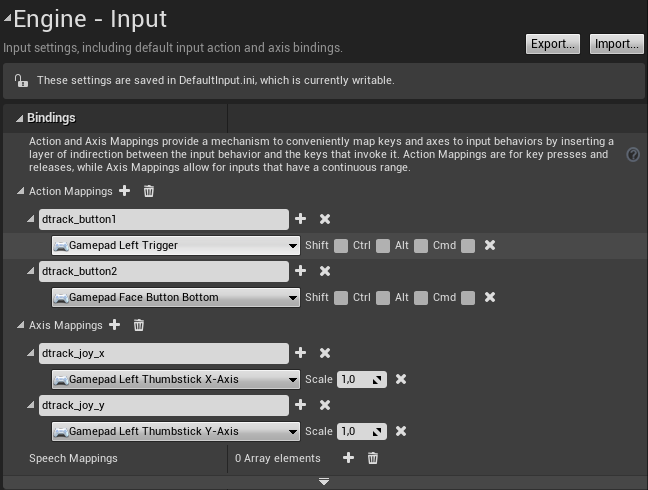 Engine - Input
Input settings, including default input action and axis bindings.
Export... Import...
These settings are saved in DefaultInput.ini, which is currently writable.
Bindings
Action and Axis Mappings provide a mechanism to conveniently map keys and axes to input behaviors by inserting a
layer of indirection between the input behavior and the keys that invoke it. Action Mappings are for key presses and
releases, while Axis Mappings allow for inputs that have a continuous range.
Action Mappings
dtrack_button1
Gamepad Left Trigger Shift Ctrl Alt Cmd
dtrack_button2
Gamepad Face Button Bottom Shift Ctrl Alt Cmd
Axis Mappings
dtrack_joy_x
Gamepad Left Thumbstick X-Axis Scale 1,0
dtrack_joy_y
Gamepad Left Thumbstick Y-Axis Scale 1,0
Speech Mappings 0 Array elements